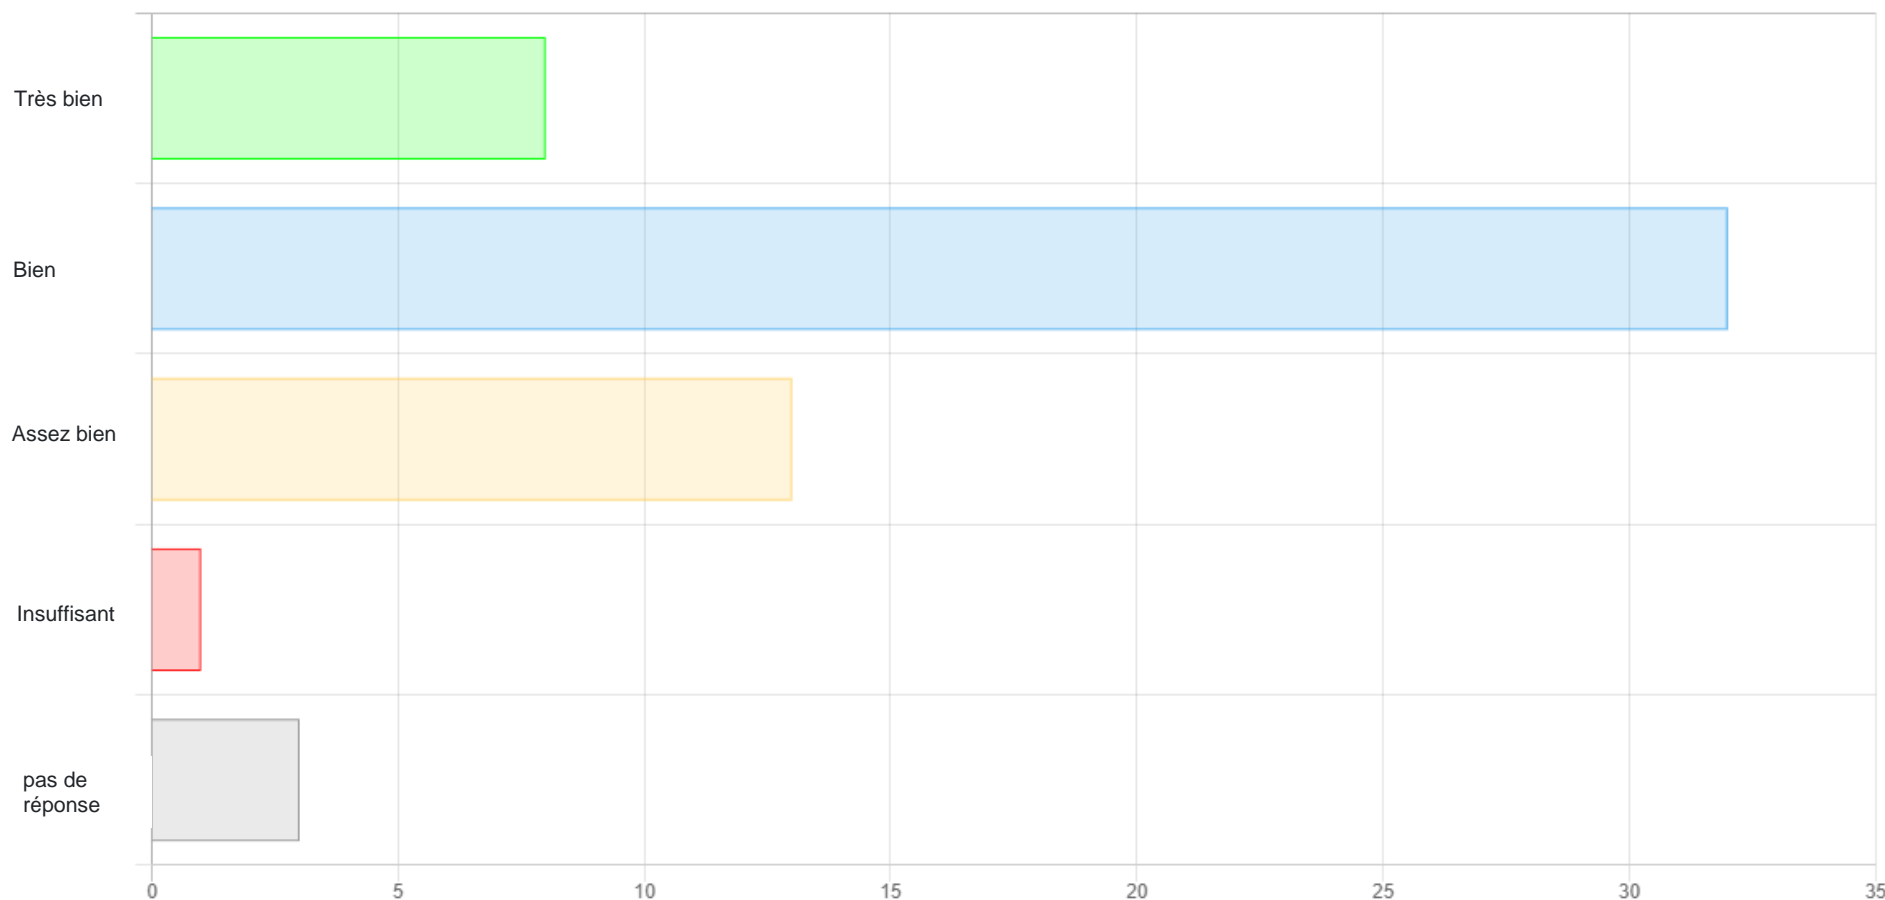 Très bien
Bien
Assez bien
Insuffisant
pas de
réponse
0 5 10 15 20 25 30 35